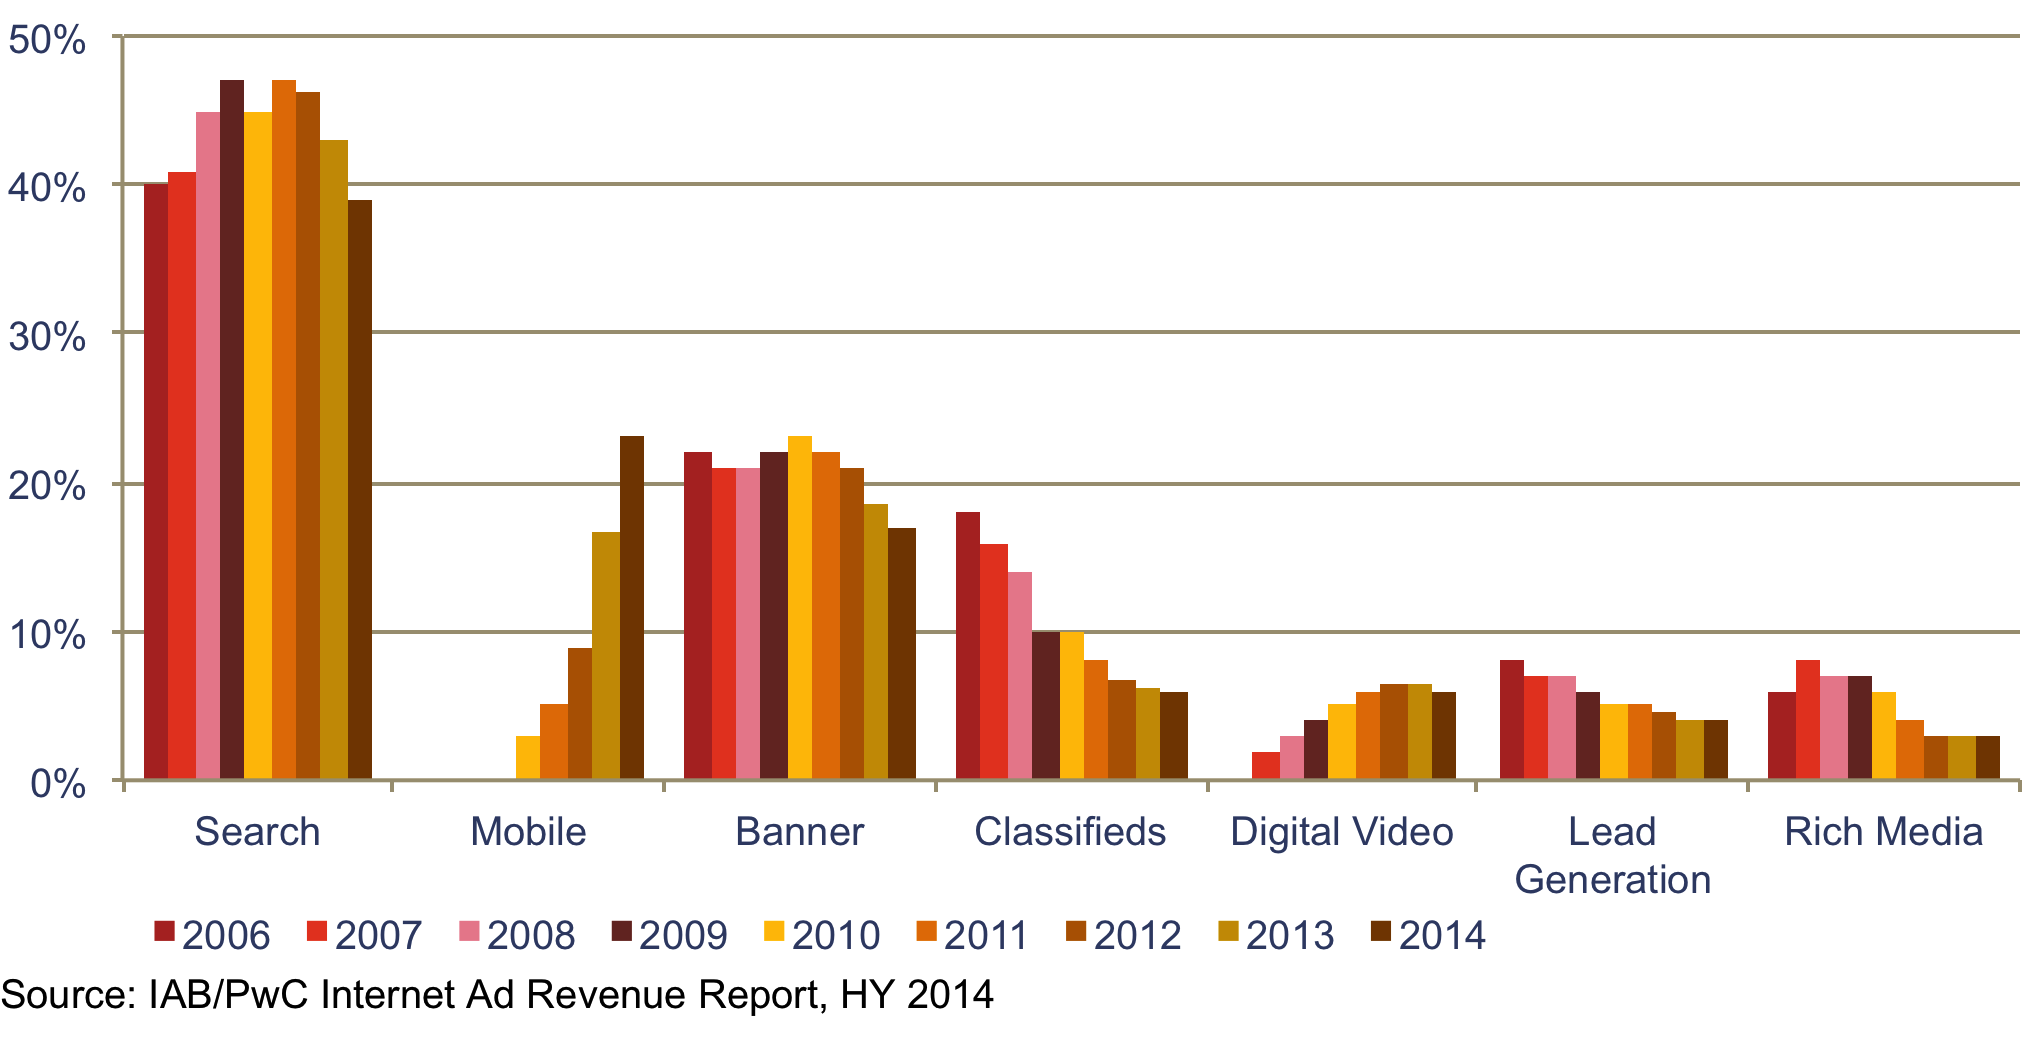 50%
40%
30%
20%
10%
0%
Search Mobile Banner Classifieds Digital Video Lead Generation Rich Media
2006 2007 2008 2009 2010 2011 2012 2013 2014
Source: IAB/PwC Internet Ad Revenue Report, HY 2014